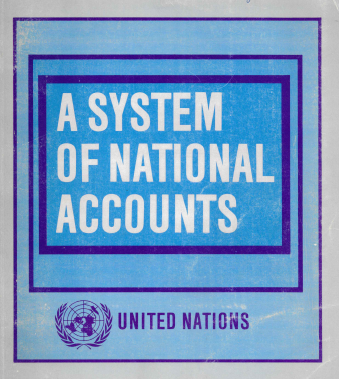 A SYSTEM
OF NATIONAL
ACCOUNTS
UNITED NATIONS